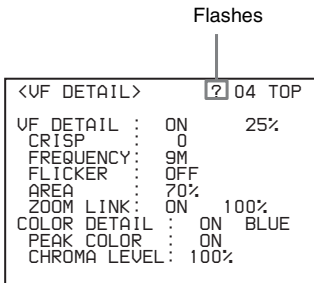 Flashes
<VF DETAIL> ? 04 TOP
VF DETAIL : ON 25%
CRISP : 0
FREQUENCY: 9M
FLICKER : OFF
AREA : 70%
ZOOM LINK: ON 100%
COLOR DETAIL : ON BLUE
PEAK COLOR : ON
CHROMA LEVEL: 100%